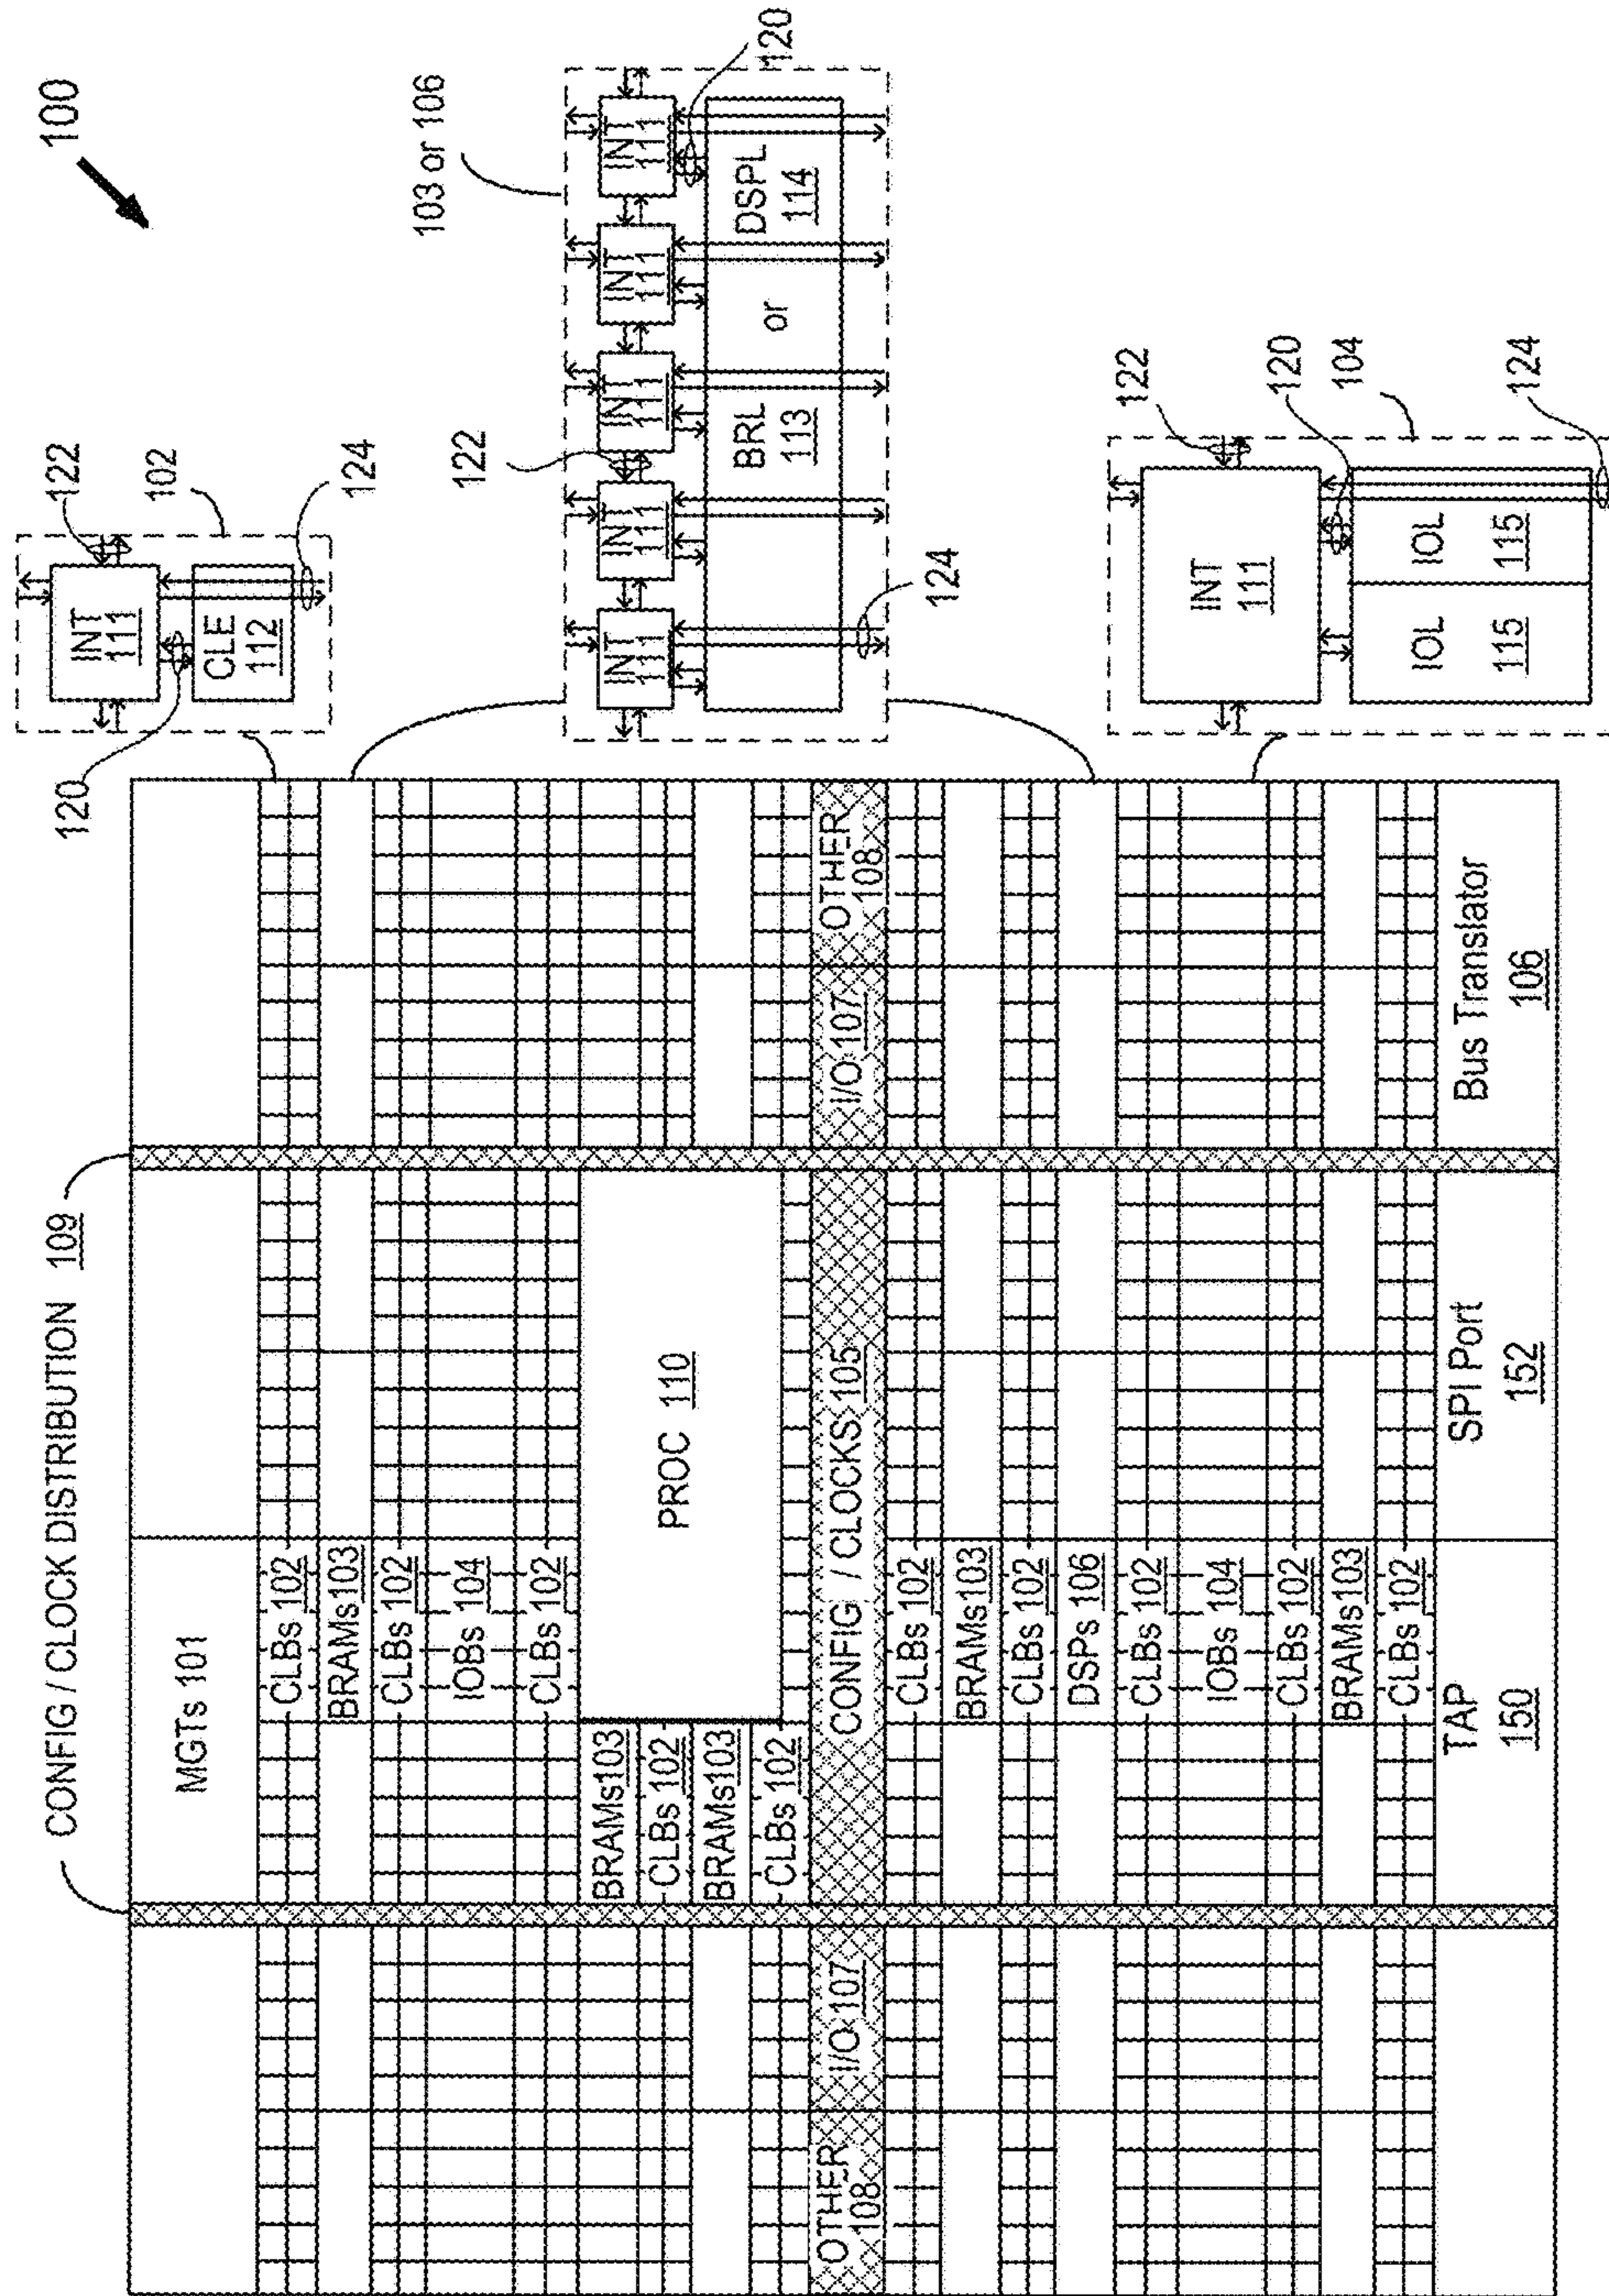 100
CONFIG / CLOCK DISTRIBUTION 109
MGTs 101
CLBs 102
BRAMs 103
CLBs 102
IOBs 104
CLBs 102
BRAMs 103
CLBs 102
BRAMs 103
CLBs 102
PROC 110
OTHER
108
I/O 107
CONFIG / CLOCKS 105
I/O 107
OTHER
108
CLBs 102
BRAMs 103
CLBs 102
DSPs 106
CLBs 102
IOBs 104
CLBs 102
BRAMs 103
CLBs 102
TAP
150
SPI Port
152
Bus Translator
106
120
INT
111
CLE
112
122
102
124
103 or 106
INT
111
INT
111
INT
111
INT
111
INT
111
122
120
BRL
113
or
DSPL
114
124
INT
111
IOL
115
IOL
115
122
120
104
124